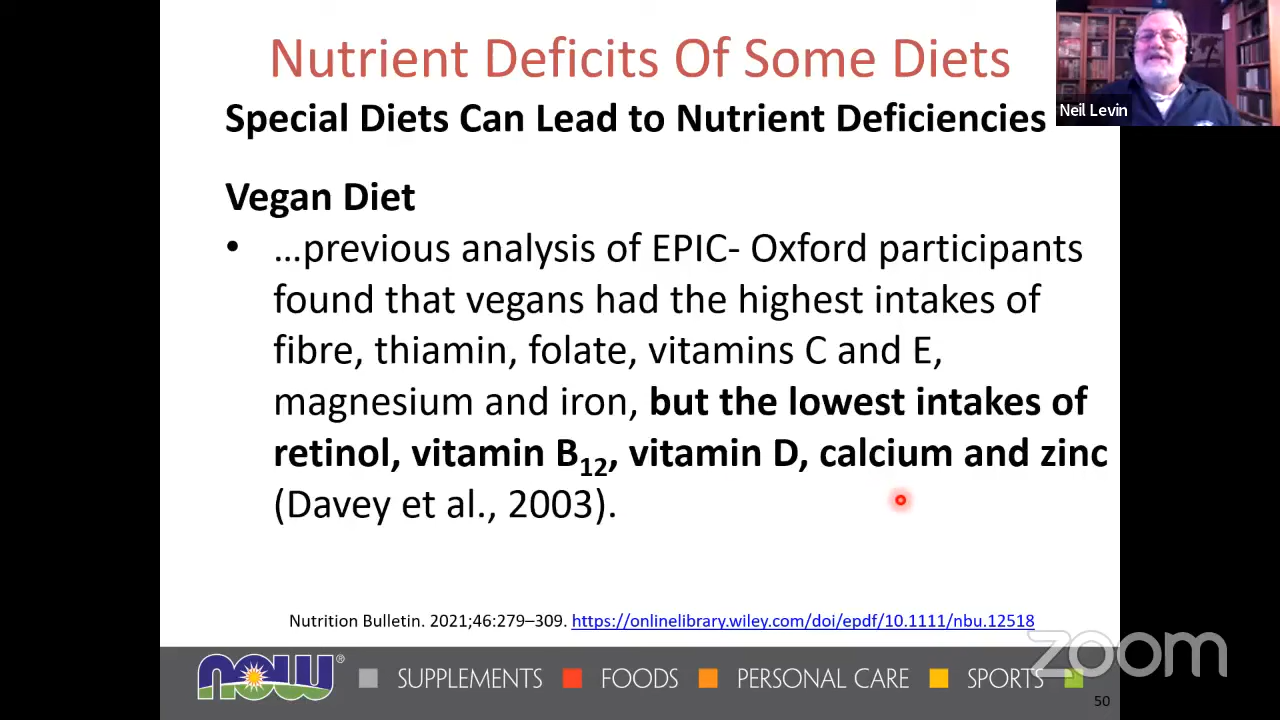 Nutrient Deficits Of Some Diets
Special Diets Can Lead to Nutrient Deficiencies
Neil Levin
Vegan Diet
• …previous analysis of EPIC- Oxford participants
found that vegans had the highest intakes of
fibre, thiamin, folate, vitamins C and E,
magnesium and iron, but the lowest intakes of
retinol, vitamin B12, vitamin D, calcium and zinc
(Davey et al., 2003).
Nutrition Bulletin. 2021;46:279–309. https://onlinelibrary.wiley.com/doi/epdf/10.1111/nbu.12518
zoom
NOW® SUPPLEMENTS FOODS PERSONAL CARE SPORTS
50